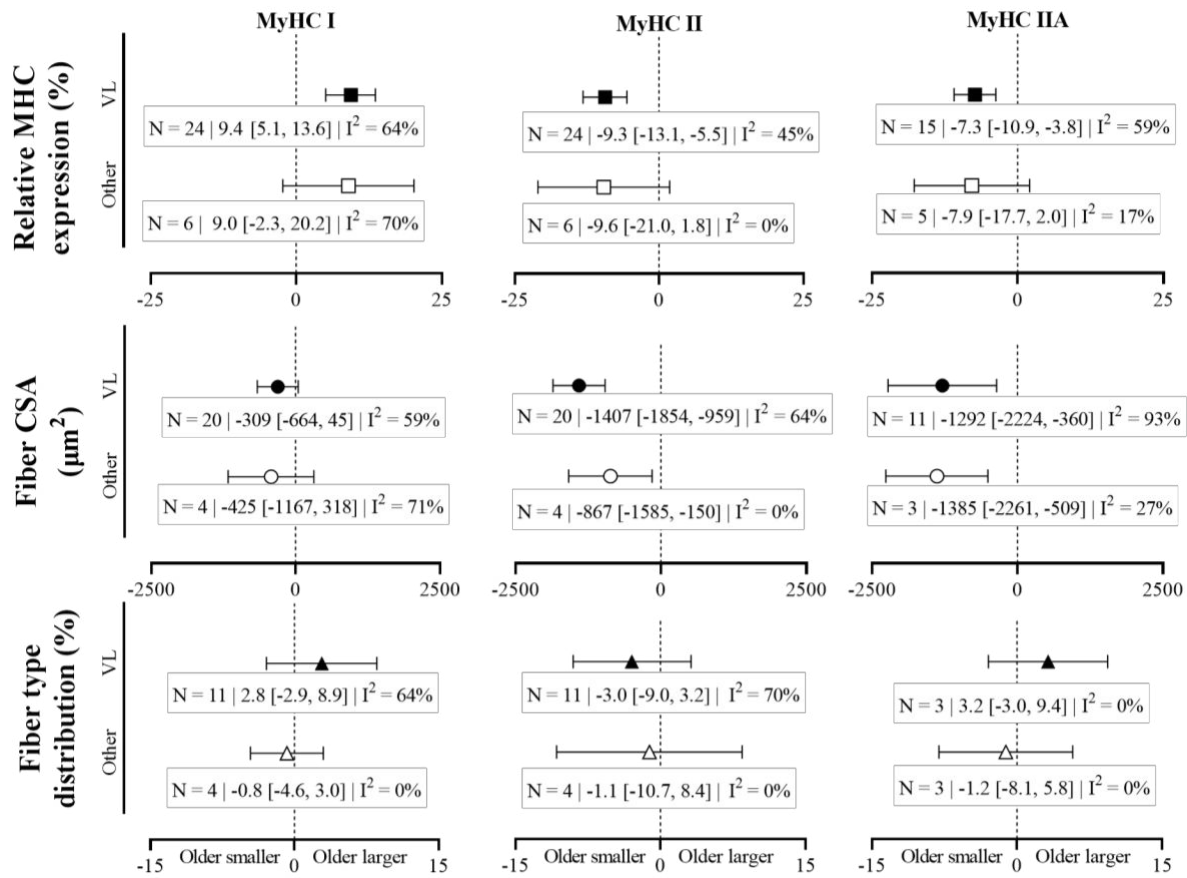 MyHC I
MyHC II
MyHC IIA
Relative MHC
expression (%)
VL
N = 24 | 9.4 [5.1, 13.6] | I² = 64%
N = 24 | -9.3 [-13.1, -5.5] | I² = 45%
N = 15 | -7.3 [-10.9, -3.8] | I² = 59%
Other
N = 6 | 9.0 [-2.3, 20.2] | I² = 70%
N = 6 | -9.6 [-21.0, 1.8] | I² = 0%
N = 5 | -7.9 [-17.7, 2.0] | I² = 17%
-25 0 25
-25 0 25
-25 0 25
Fiber CSA
(µm²)
VL
N = 20 | -309 [-664, 45] | I² = 59%
N = 20 | -1407 [-1854, -959] | I² = 64%
N = 11 | -1292 [-2224, -360] | I² = 93%
Other
N = 4 | -425 [-1167, 318] | I² = 71%
N = 4 | -867 [-1585, -150] | I² = 0%
N = 3 | -1385 [-2261, -509] | I² = 27%
-2500 0 2500
-2500 0 2500
-2500 0 2500
Fiber type
distribution (%)
VL
N = 11 | 2.8 [-2.9, 8.9] | I² = 64%
N = 11 | -3.0 [-9.0, 3.2] | I² = 70%
N = 3 | 3.2 [-3.0, 9.4] | I² = 0%
Other
N = 4 | -0.8 [-4.6, 3.0] | I² = 0%
N = 4 | -1.1 [-10.7, 8.4] | I² = 0%
N = 3 | -1.2 [-8.1, 5.8] | I² = 0%
-15 Older smaller 0 Older larger 15
-15 Older smaller 0 Older larger 15
-15 Older smaller 0 Older larger 15